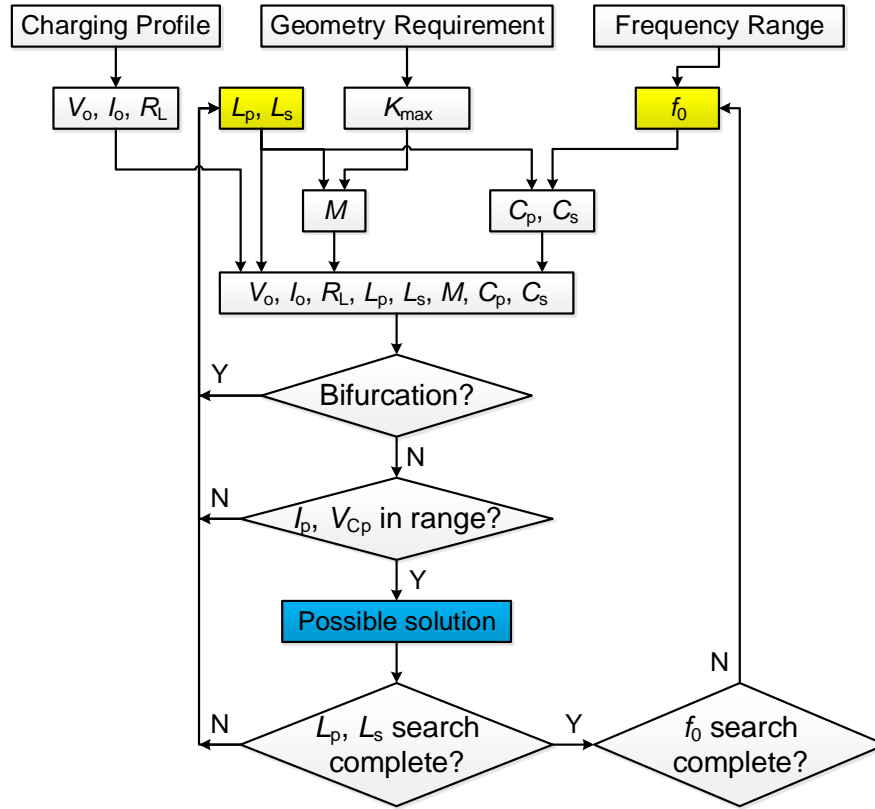 Charging Profile
Geometry Requirement
Frequency Range
Vo, Io, RL
Lp, Ls
Kmax
f0
M
Cp, Cs
Vo, Io, RL, Lp, Ls, M, Cp, Cs
Y
Bifurcation?
N
N
Ip, VCp in range?
Y
Possible solution
N
N
Lp, Ls search
complete?
Y
f0 search
complete?